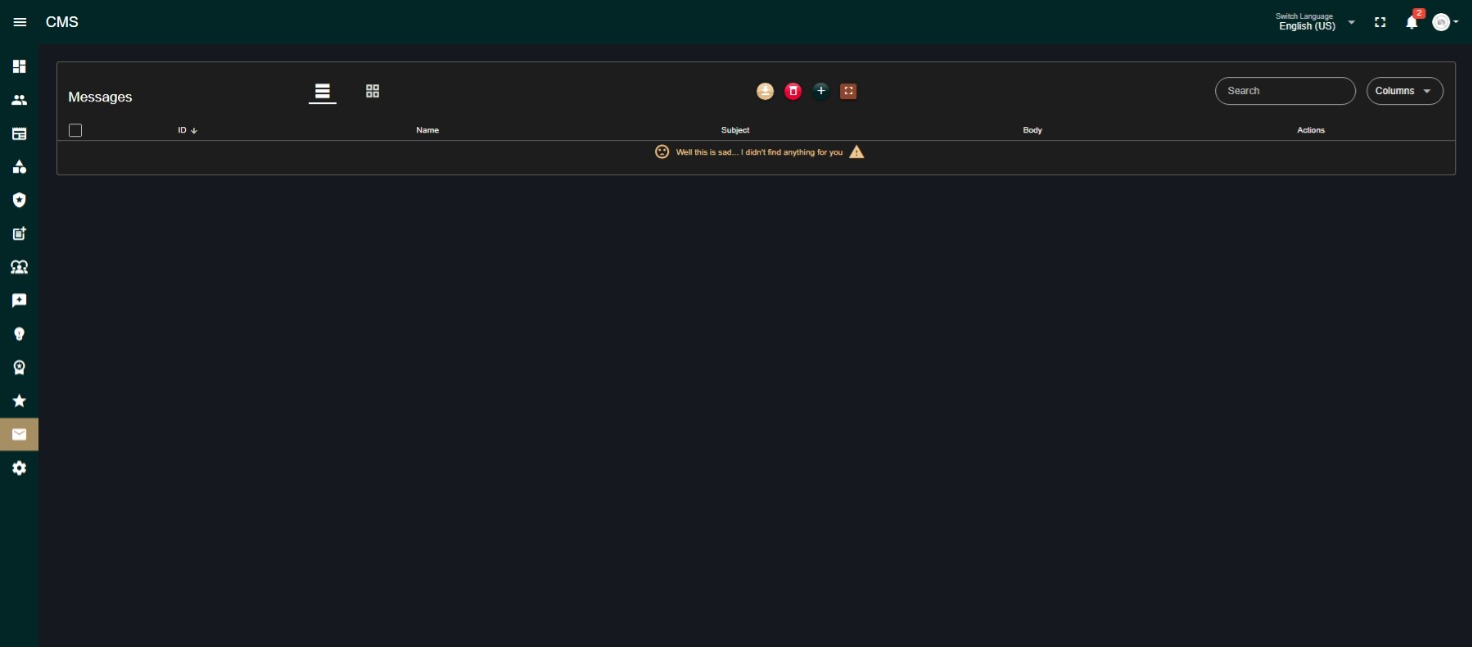 CMS
Switch Language
English (US)
2
Messages
Search
Columns
ID
Name
Subject
Body
Actions
Well this is sad... I didn't find anything for you